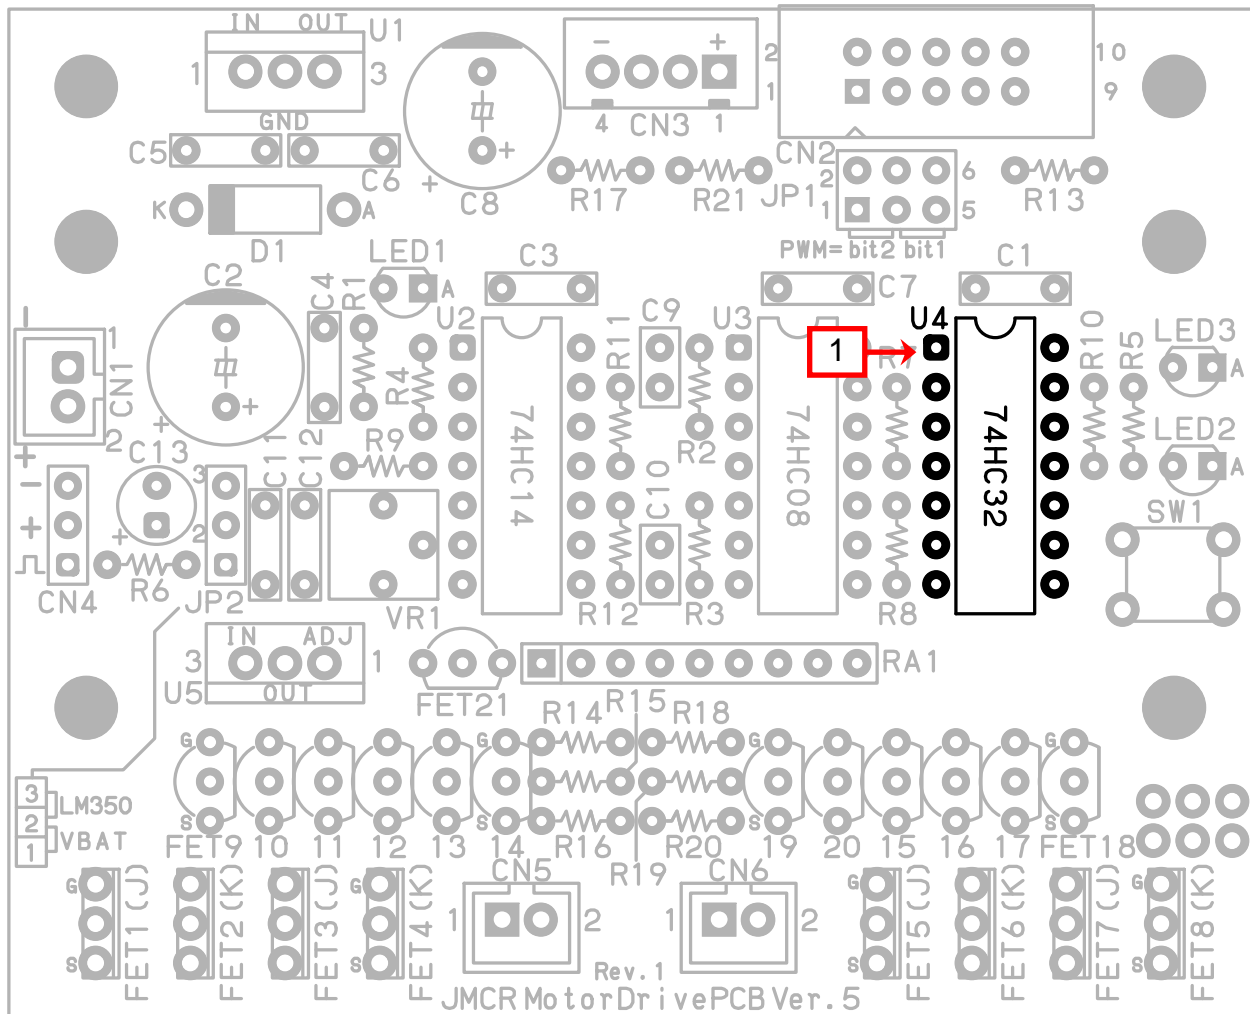 IN OUT U1
1 3
GND
C5 C6
K A
D1
C8
+ +
- +
4 CN3 1
2 10
1 9
CN2
R17 R21 JP1 2 6 R13
1 5
PWM= bit2 bit1
C2 C4 R1 LED1 A
C3 C7 C1
U2 R11 C9 U3 1 R7 U4 R10 R5 LED3 A
- 1
CN1
2 +
+ +
R4
R9
74HC14
R2
74HC08
74HC32
LED2 A
C13 C11 C12
+
- + CN4
3
2
R6 JP2
VR1
R12 C10 R3 R8
SW1
IN ADJ
3 1
U5 OUT
FET21
RA1
R15
R14 R18
G G G
S S S
3 LM350
2 VBAT
1
FET9 10 11 12 13 14 R16 R20 19 20 15 16 17 FET18
R19
CN5 CN6
1 2 1 2
G G G G
S S S S
FET1(J) FET2(K) FET3(J) FET4(K) FET5(J) FET6(K) FET7(J) FET8(K)
Rev.1
JMCR MotorDrivePCB Ver.5